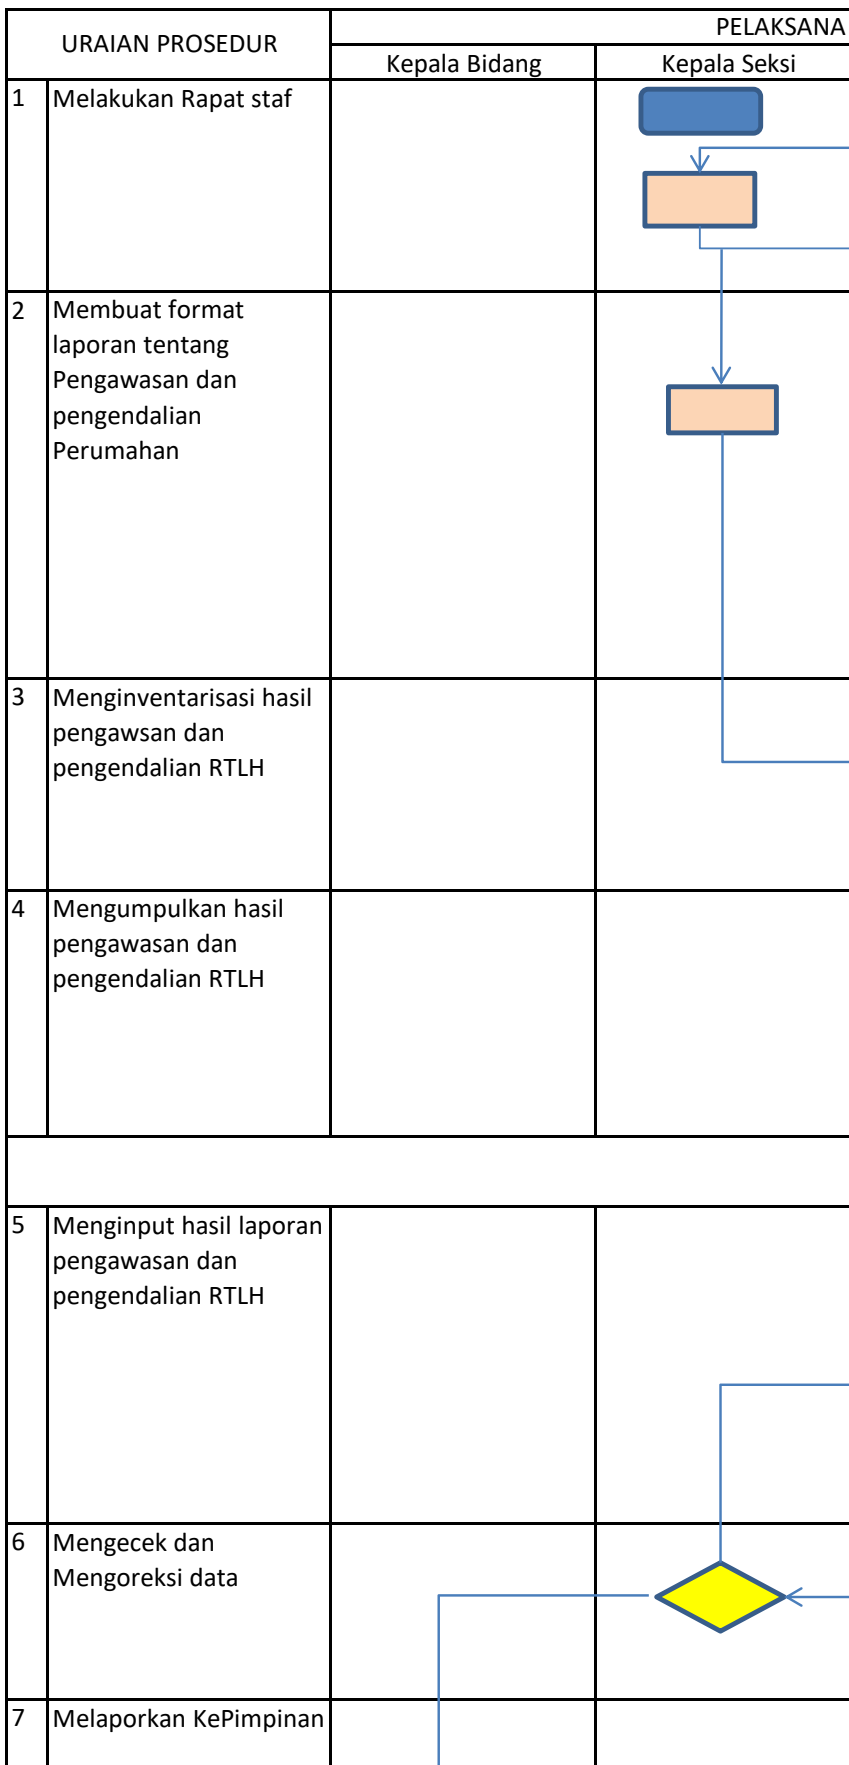 URAIAN PROSEDUR
PELAKSANA
Kepala Bidang
Kepala Seksi
1 Melakukan Rapat staf
2 Membuat format
laporan tentang
Pengawasan dan
pengendalian
Perumahan
3 Menginventarisasi hasil
pengawsan dan
pengendalian RTLH
4 Mengumpulkan hasil
pengawasan dan
pengendalian RTLH
5 Menginput hasil laporan
pengawasan dan
pengendalian RTLH
6 Mengecek dan
Mengoreksi data
7 Melaporkan KePimpinan